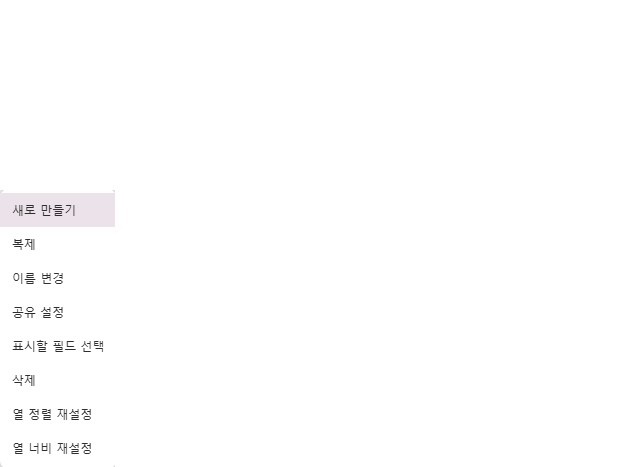 새로 만들기
복제
이름 변경
공유 설정
표시할 필드 선택
삭제
열 정렬 재설정
열 너비 재설정